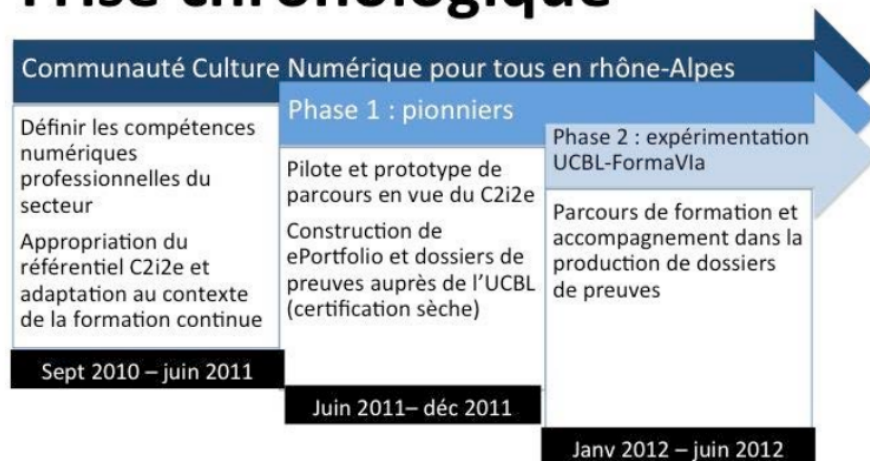 Frise chronologique
Communauté Culture Numérique pour tous en rhône-Alpes
Phase 1 : pionniers
Phase 2 : expérimentation
UCBL-FormaVIa
Définir les compétences
numériques
professionnelles du
secteur
Appropriation du
référentiel C2i2e et
adaptation au contexte
de la formation continue
Sept 2010 – juin 2011
Pilote et prototype de
parcours en vue du C2i2e
Construction de
ePortfolio et dossiers de
preuves auprès de l’UCBL
(certification sèche)
Juin 2011– déc 2011
Parcours de formation et
accompagnement dans la
production de dossiers
de preuves
Janv 2012 – juin 2012